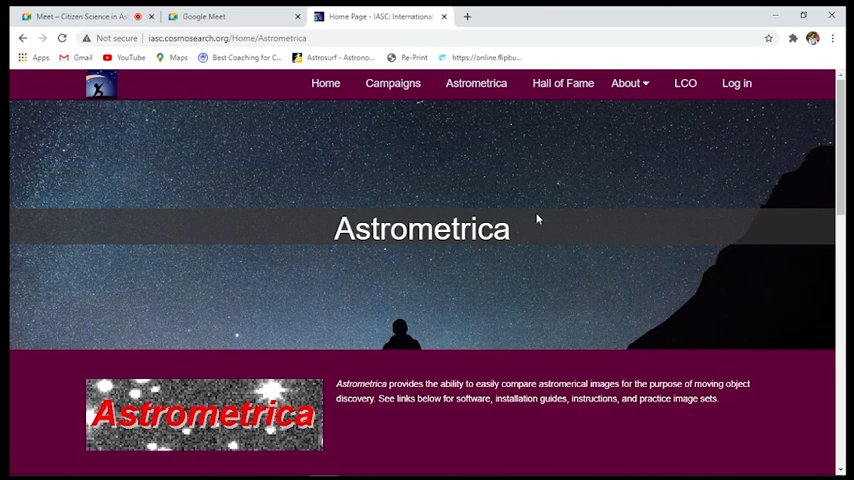 Meet – Citizen Science in Ast
Google Meet
Home Page - IASC: International
Not secure
iasc.cosmosearch.org/Home/Astrometrica
Apps
Gmail
YouTube
Maps
Best Coaching for C...
Astrosurf - Astrono...
Re-Print
https://online.flipbu...
Home
Campaigns
Astrometrica
Hall of Fame
About
LCO
Log in
Astrometrica
Astrometrica
Astrometrica provides the ability to easily compare astromerical images for the purpose of moving object
discovery. See links below for software, installation guides, instructions, and practice image sets.